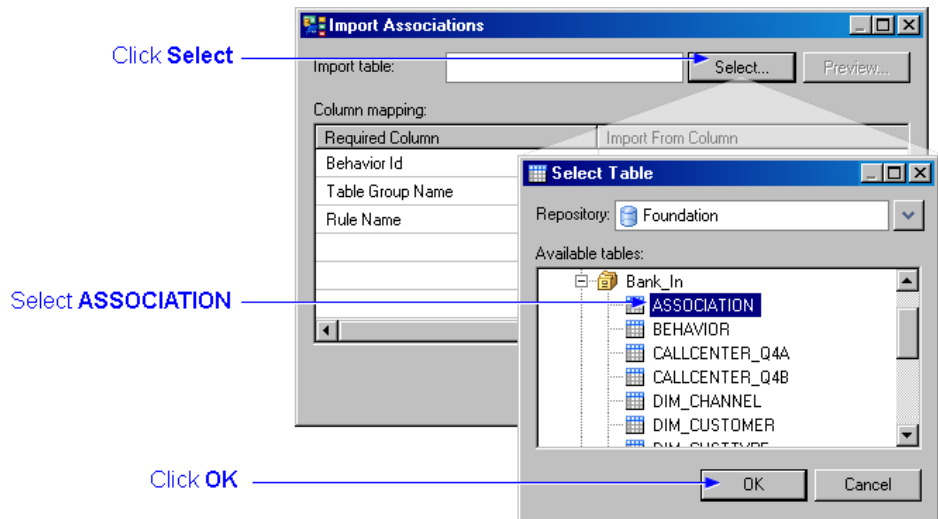 Import Associations
Click Select
Import table:
Select...
Preview...
Column mapping:
Required Column
Import From Column
Behavior Id
Table Group Name
Rule Name
Select Table
Repository:
Foundation
Available tables:
Bank_In
Select ASSOCIATION
ASSOCIATION
BEHAVIOR
CALLCENTER_Q4A
CALLCENTER_Q4B
DIM_CHANNEL
DIM_CUSTOMER
DIM_CUSTTYPE
Click OK
OK
Cancel